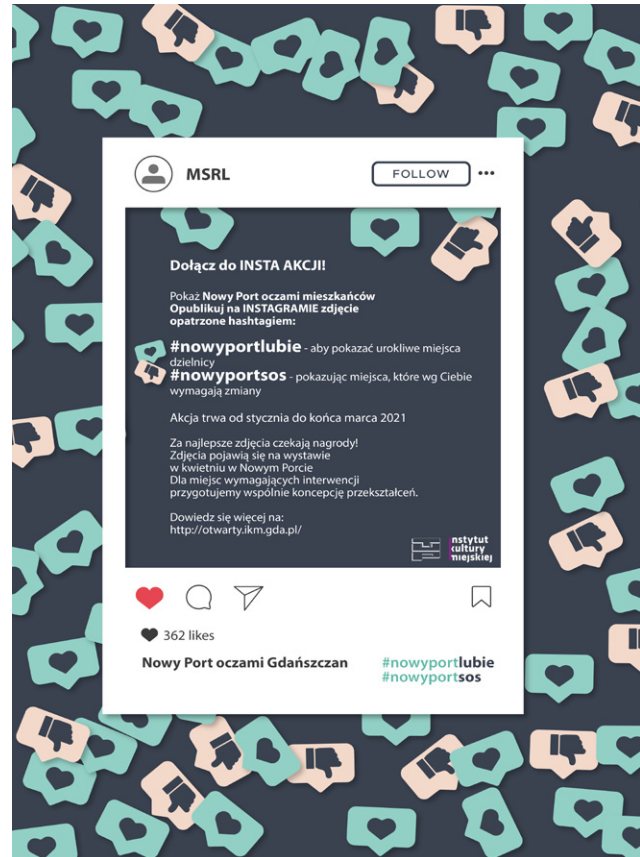 MSRL
FOLLOW
Dołącz do INSTA AKCJI!
Pokaż Nowy Port oczami mieszkańców
Opublikuj na INSTAGRAMIE zdjęcie
opatrzone hashtagiem:
#nowyportlubie - aby pokazać urokliwe miejsca
dzielnicy
#nowyportsos - pokazując miejsca, które wg Ciebie
wymagają zmiany
Akcja trwa od stycznia do końca marca 2021
Za najlepsze zdjęcia czekają nagrody!
Zdjęcia pojawią się na wystawie
w kwietniu w Nowym Porcie
Dla miejsc wymagających interwencji
przygotujemy wspólnie koncepcję przekształceń.
Dowiedz się więcej na:
http://otwarty.ikm.gda.pl/
instytut
kultury
miejskiej
362 likes
Nowy Port oczami Gdańszczan
#nowyportlubie
#nowyportsos